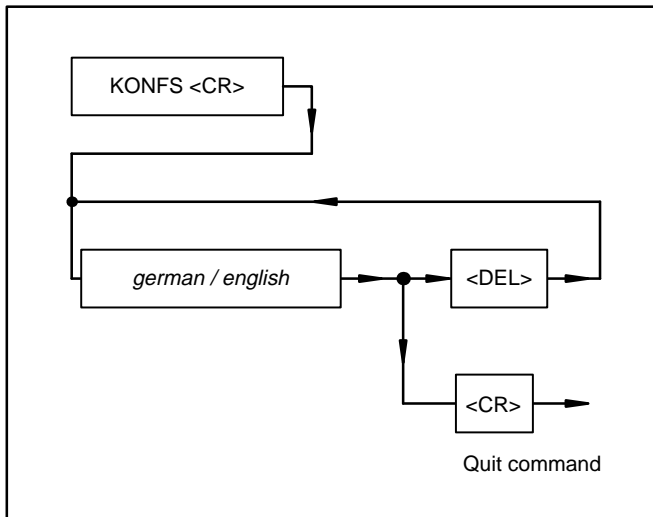 KONFS <CR>
german / english
<DEL>
<CR>
Quit command